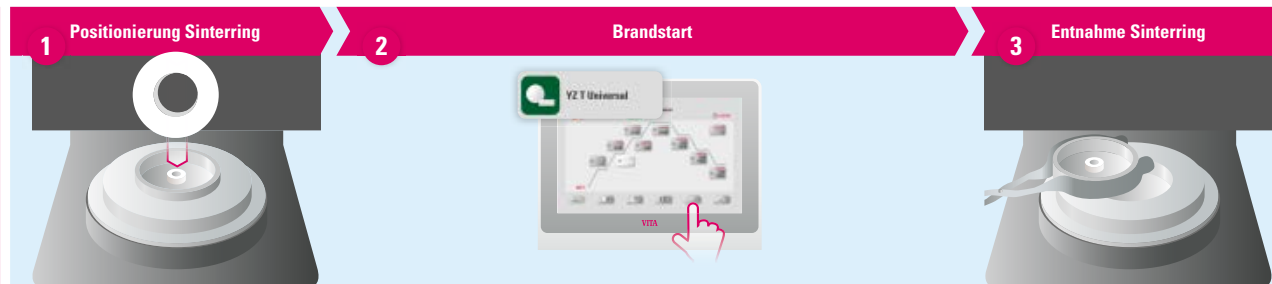 1
Positionierung Sinterring
2
Brandstart
3
Entnahme Sinterring
YZ T Universal
VITA